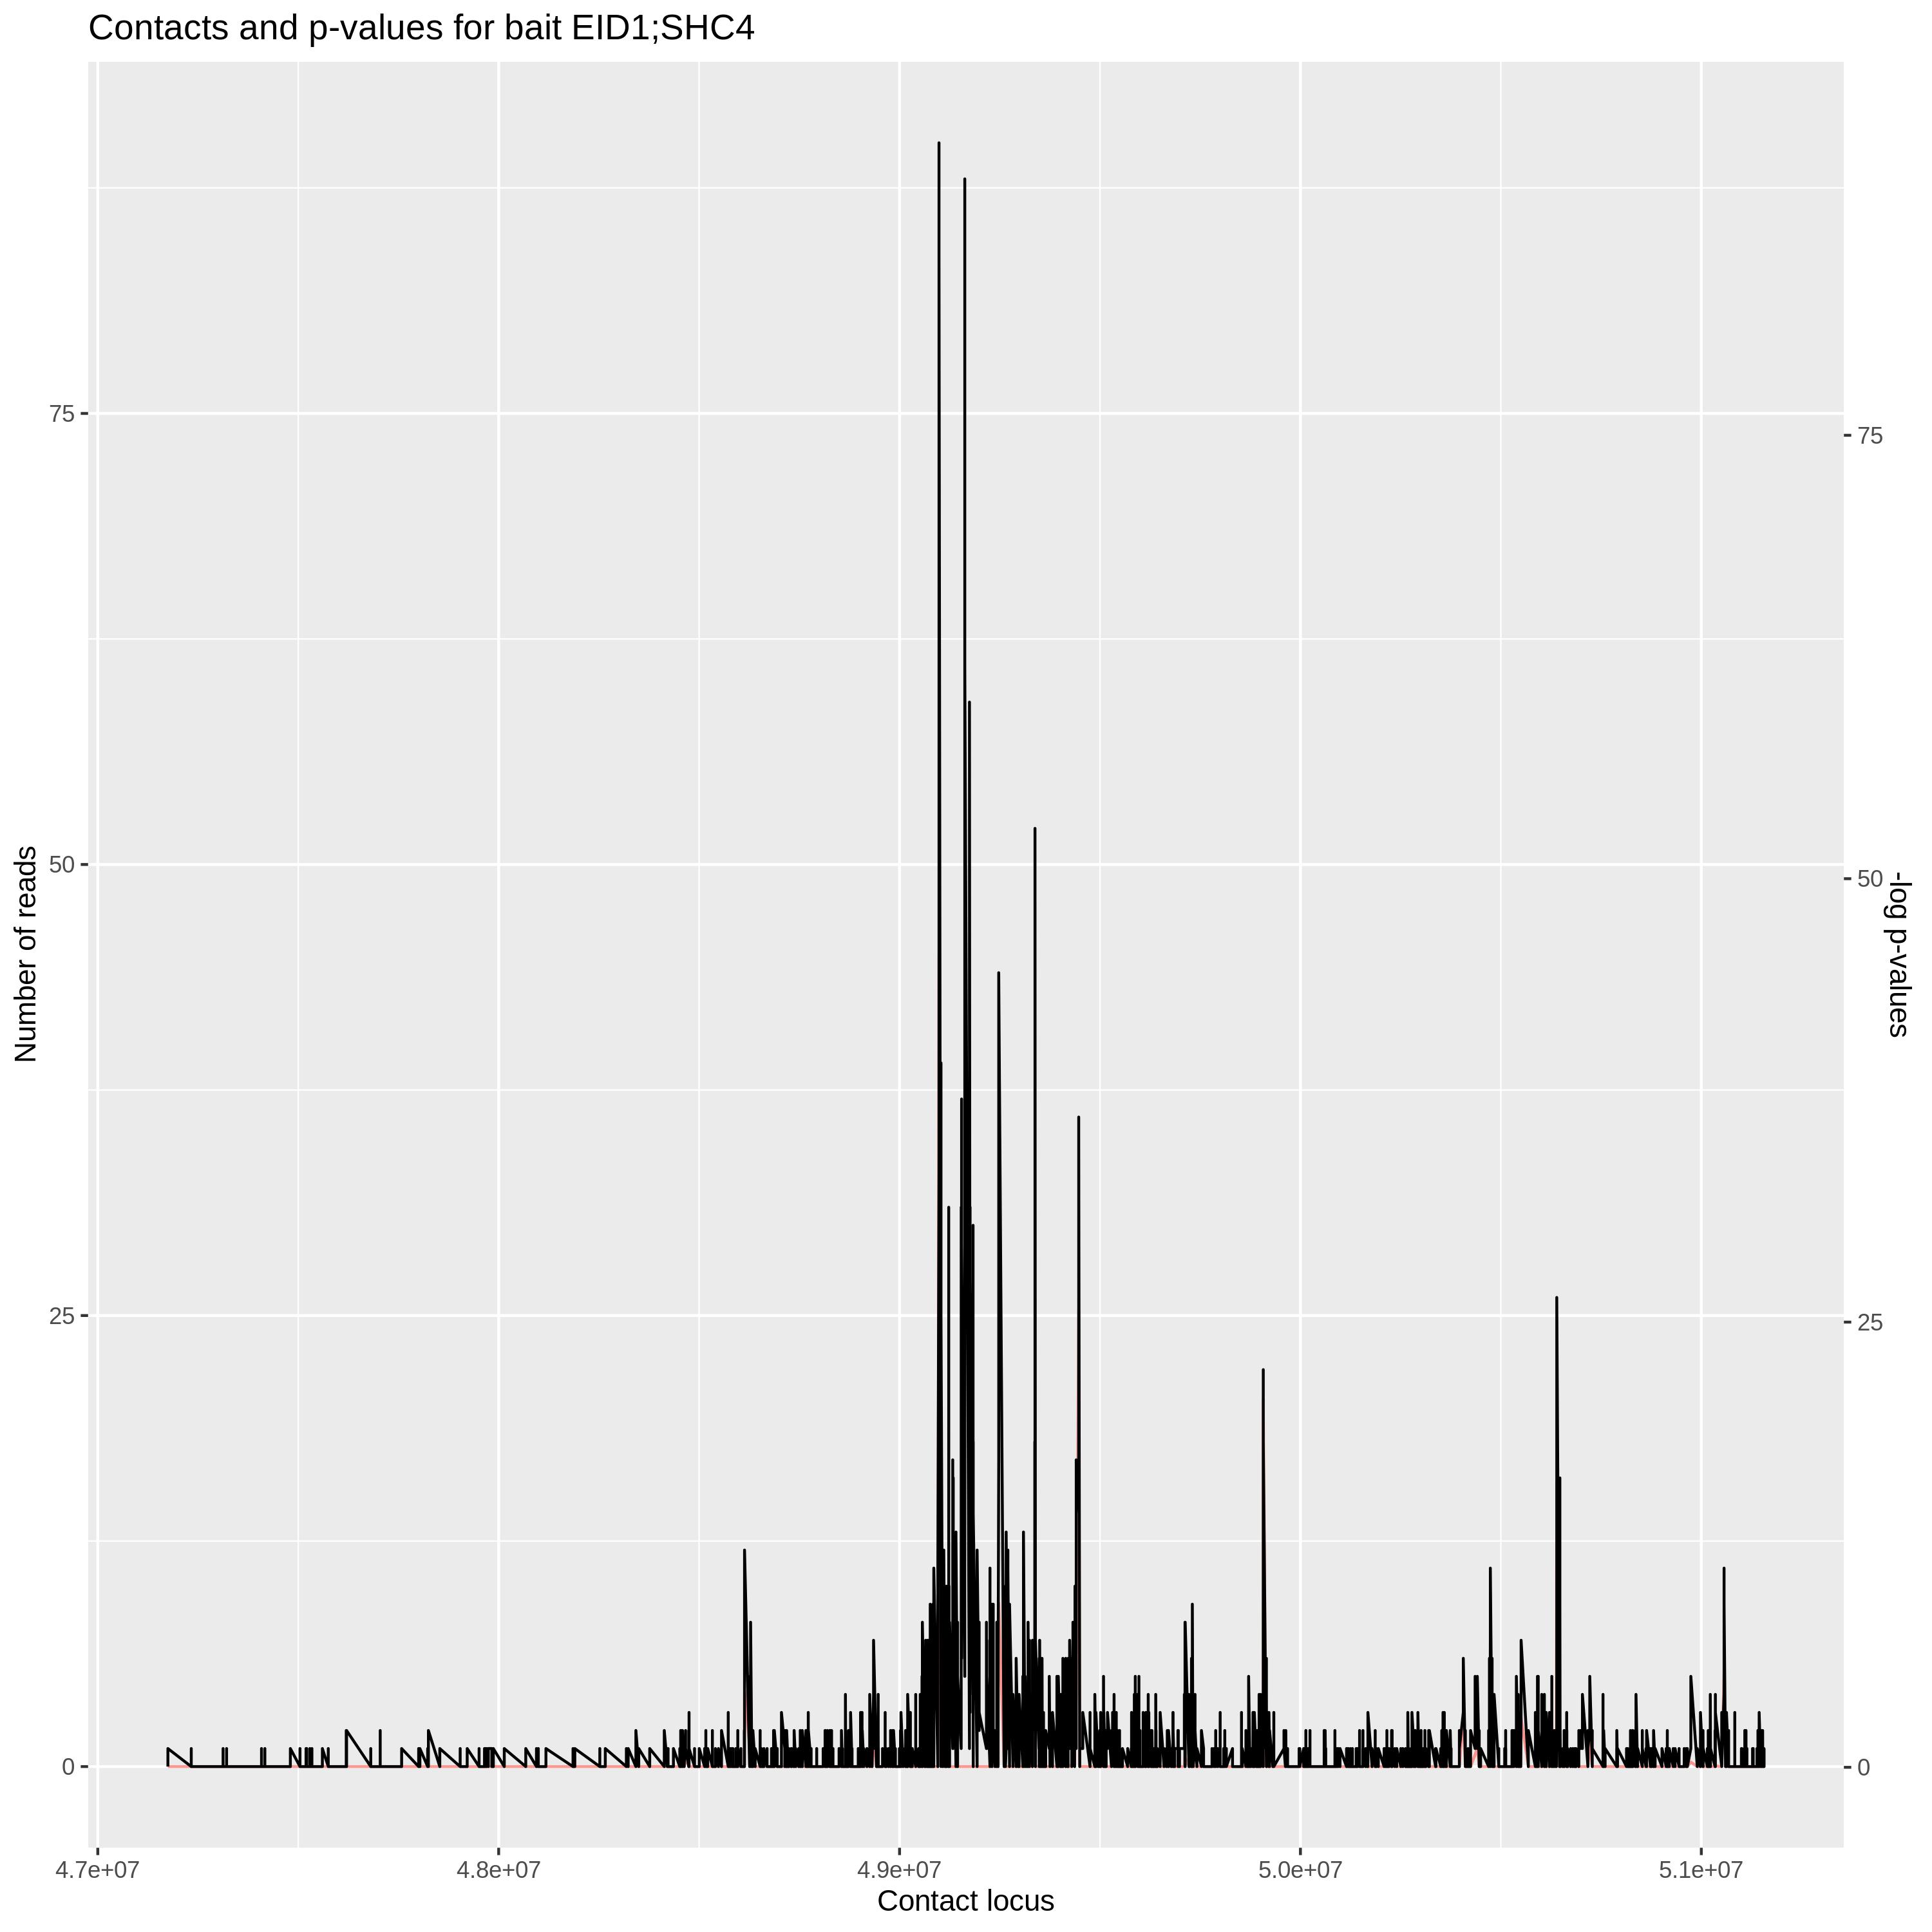 Contacts and p-values for bait EID1;SHC4
75
50
25
0
Number of reads
75
50
25
0
-log p-values
4.7e+07
4.8e+07
4.9e+07
5.0e+07
5.1e+07
Contact locus